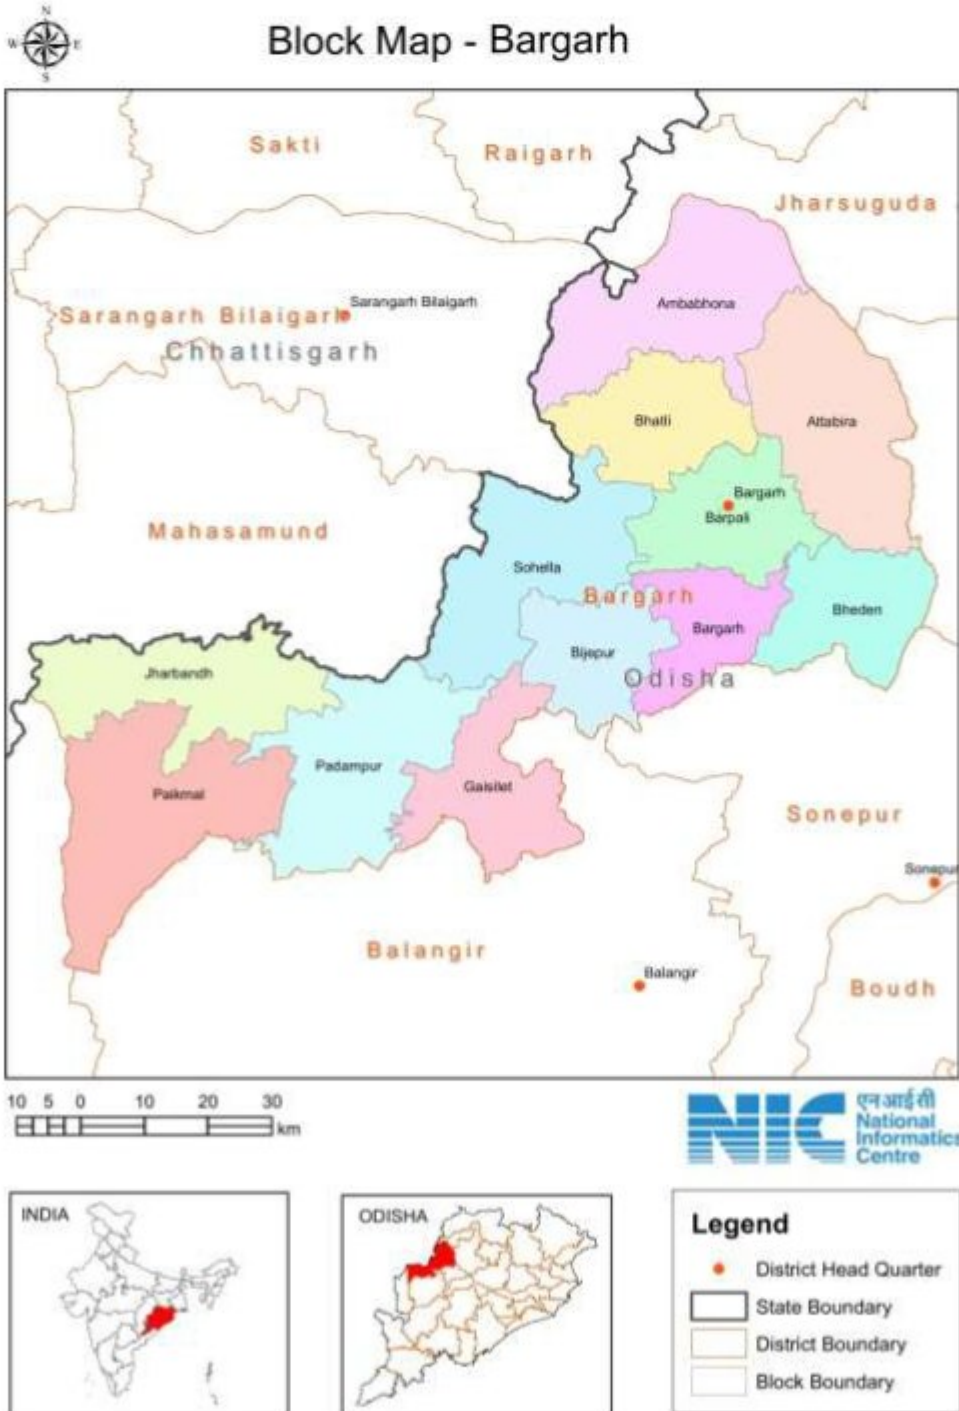 N
W E
S
Block Map - Bargarh
Sakti
Raigarh
Jharsuguda
Sarangarh Bilaigarh
Sarangarh Bilaigarh
Chhattisgarh
Ambabhona
Bhatli
Attabira
Mahasamund
Bargarh
Barpali
Sohella
Bargarh
Bheden
Bargarh
Bijepur
Odisha
Jharbandh
Padampur
Paikmal
Gaisilet
Sonepur
Sonepur
Balangir
Balangir
Boudh
10 5 0 10 20 30
km
NIC
एन आई सी
National
Informatics
Centre
INDIA
ODISHA
Legend
District Head Quarter
State Boundary
District Boundary
Block Boundary